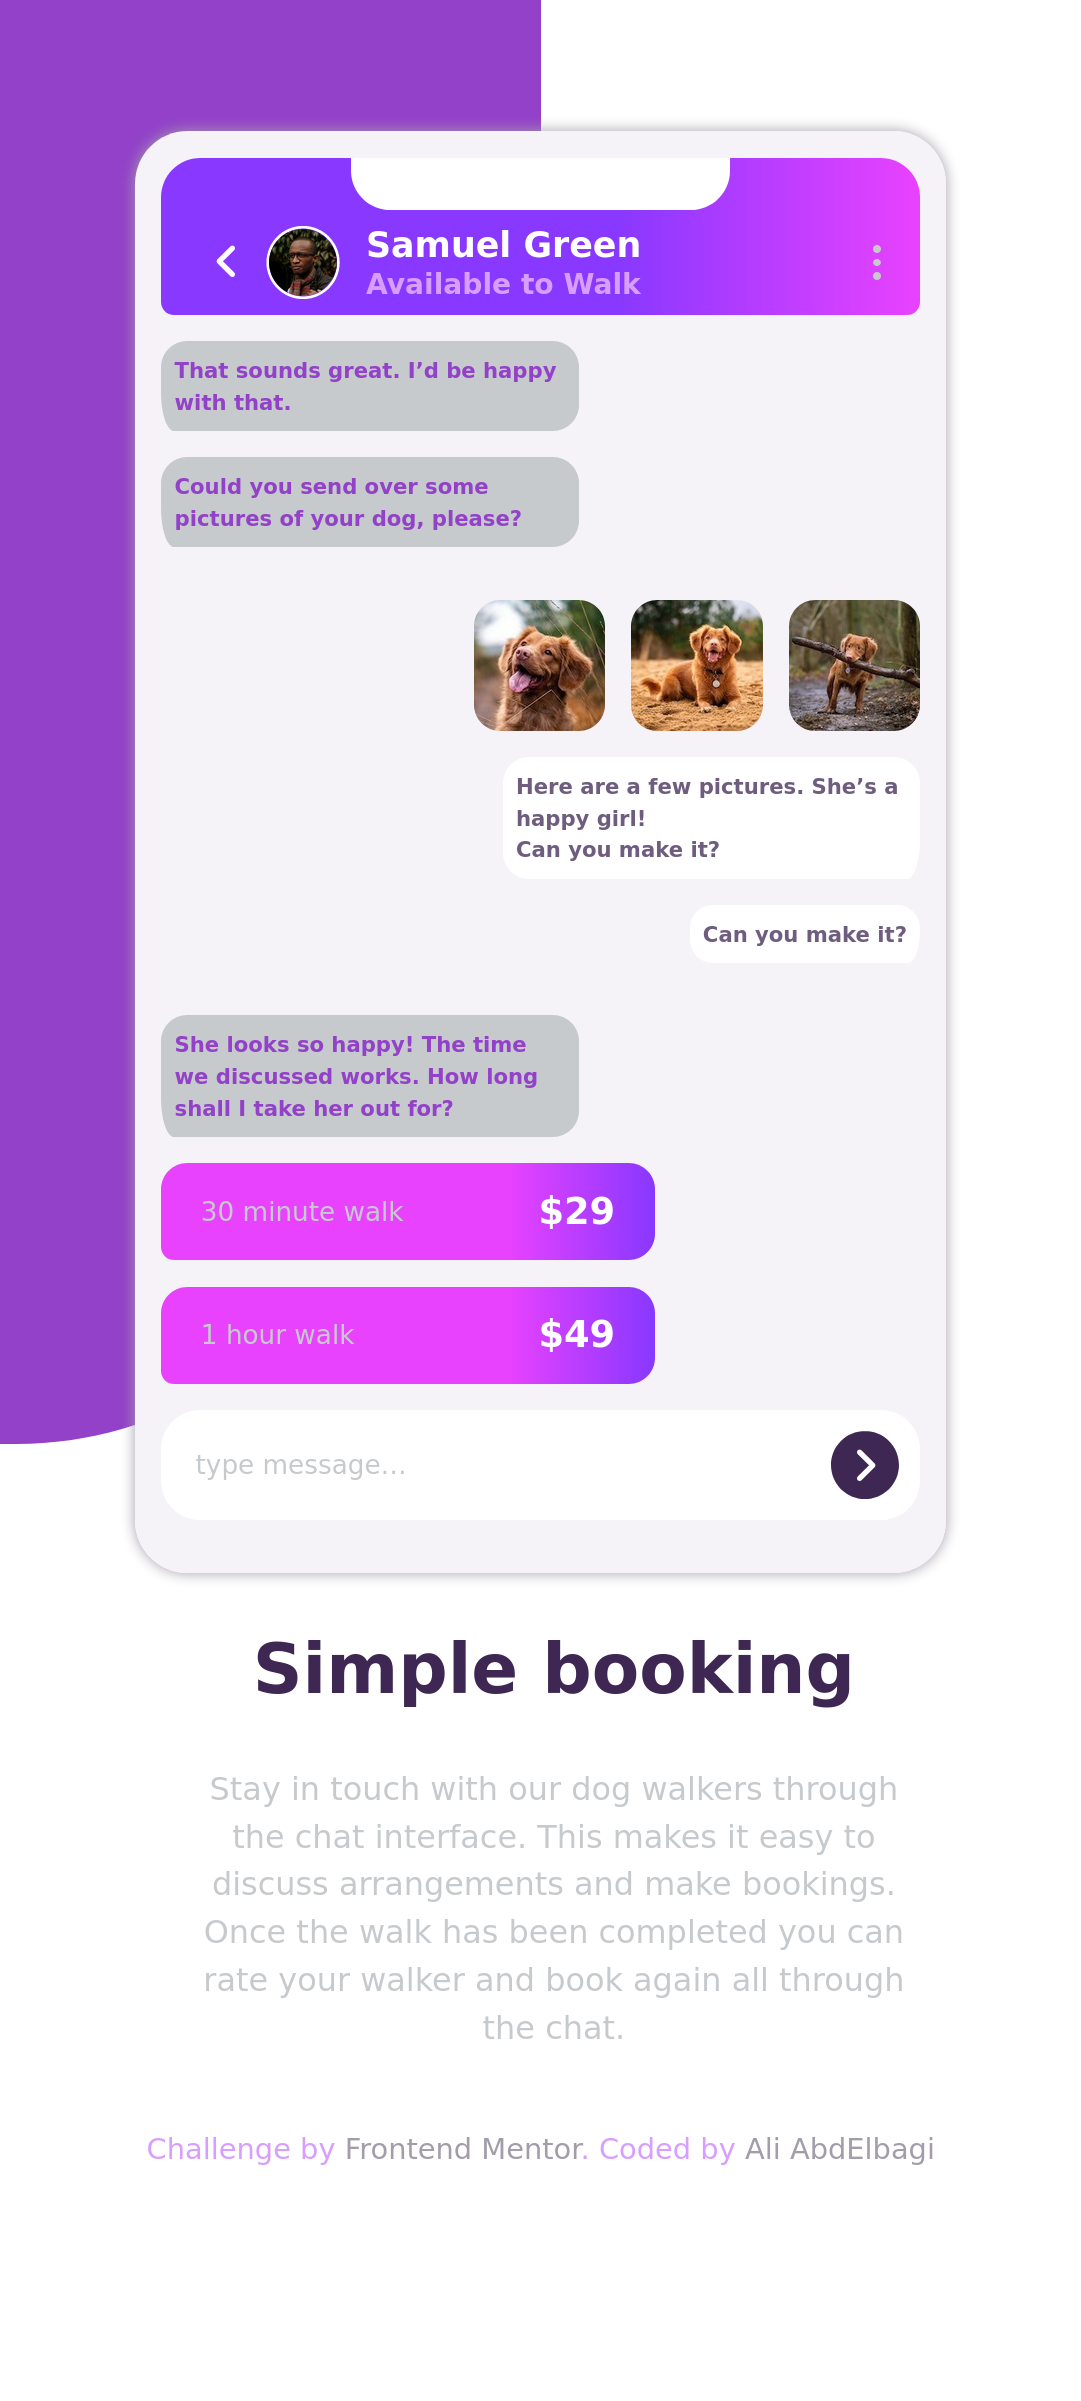 Samuel Green
Available to Walk
That sounds great. I’d be happy
with that.
Could you send over some
pictures of your dog, please?
Here are a few pictures. She’s a
happy girl!
Can you make it?
Can you make it?
She looks so happy! The time
we discussed works. How long
shall I take her out for?
30 minute walk $29
1 hour walk $49
type message...
Simple booking
Stay in touch with our dog walkers through
the chat interface. This makes it easy to
discuss arrangements and make bookings.
Once the walk has been completed you can
rate your walker and book again all through
the chat.
Challenge by Frontend Mentor. Coded by Ali AbdElbagi